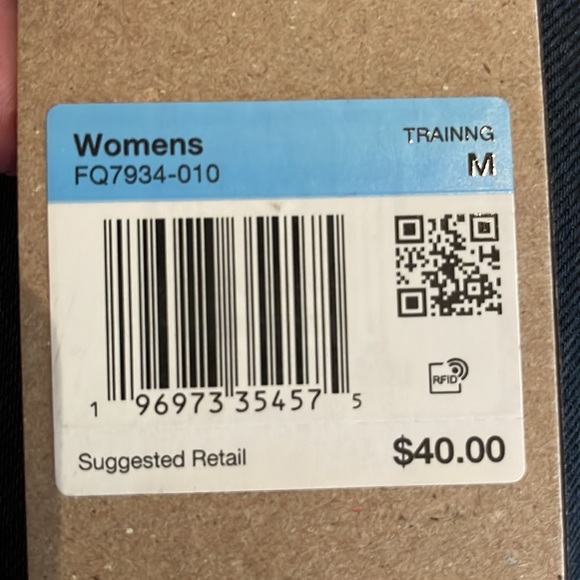 Womens
TRAINNG
FQ7934-010
M
1 96973 35457 5
RFID
Suggested Retail
$40.00